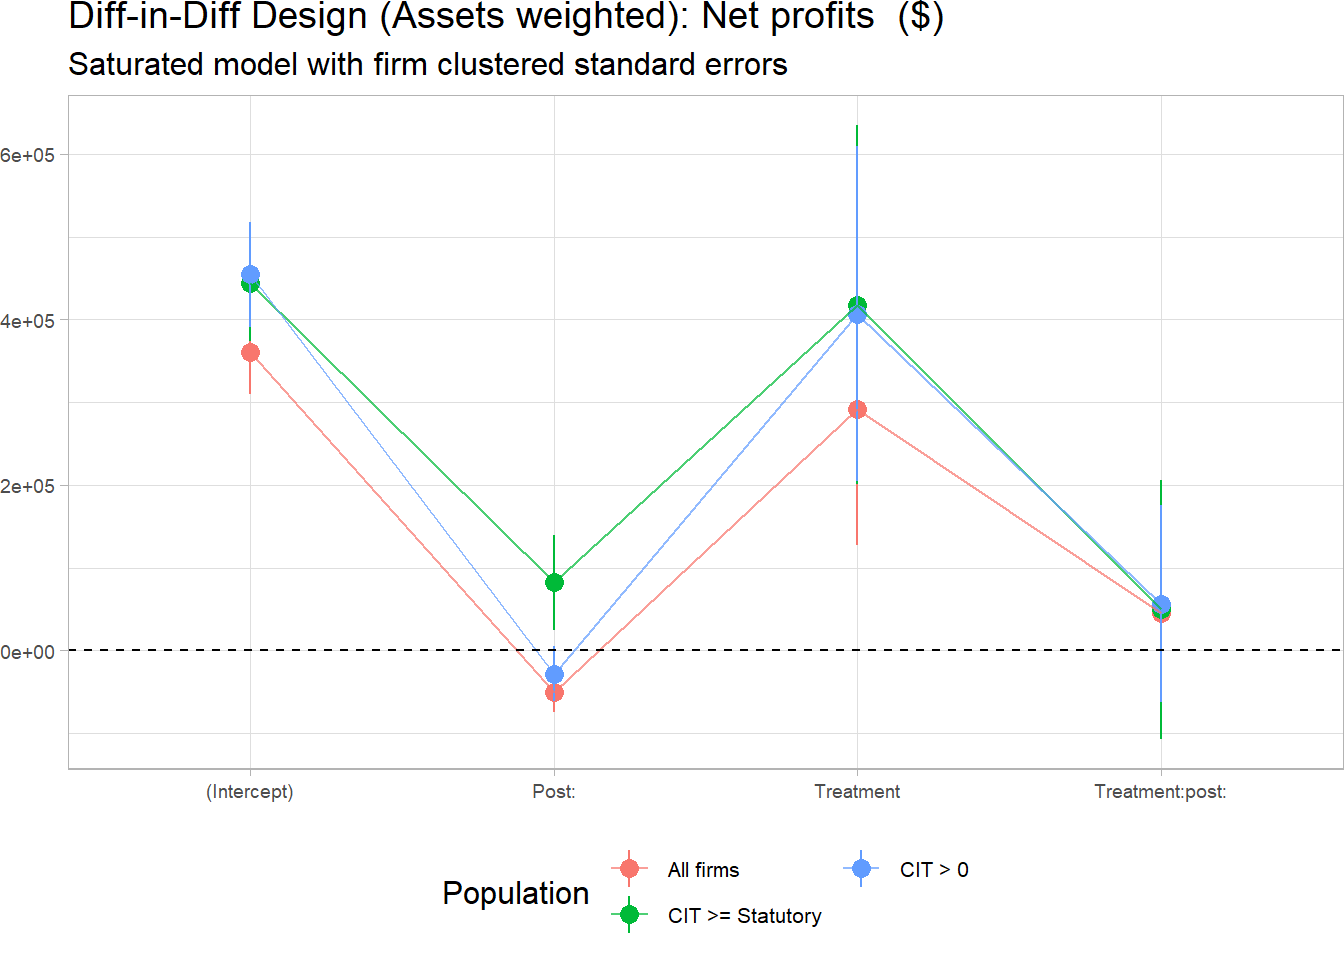 Diff-in-Diff Design (Assets weighted): Net profits  ($)
Saturated model with firm clustered standard errors
6e+05
4e+05
2e+05
0e+00
(Intercept)
Post:
Treatment
Treatment:post:
Population
All firms
CIT > 0
CIT >= Statutory